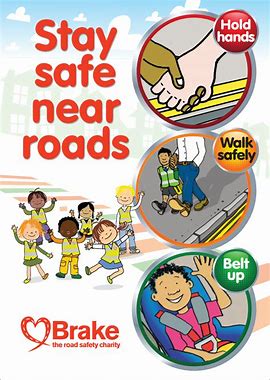 Stay
safe
near
roads
Hold
hands
Walk
safely
Belt
up
Brake
the road safety charity